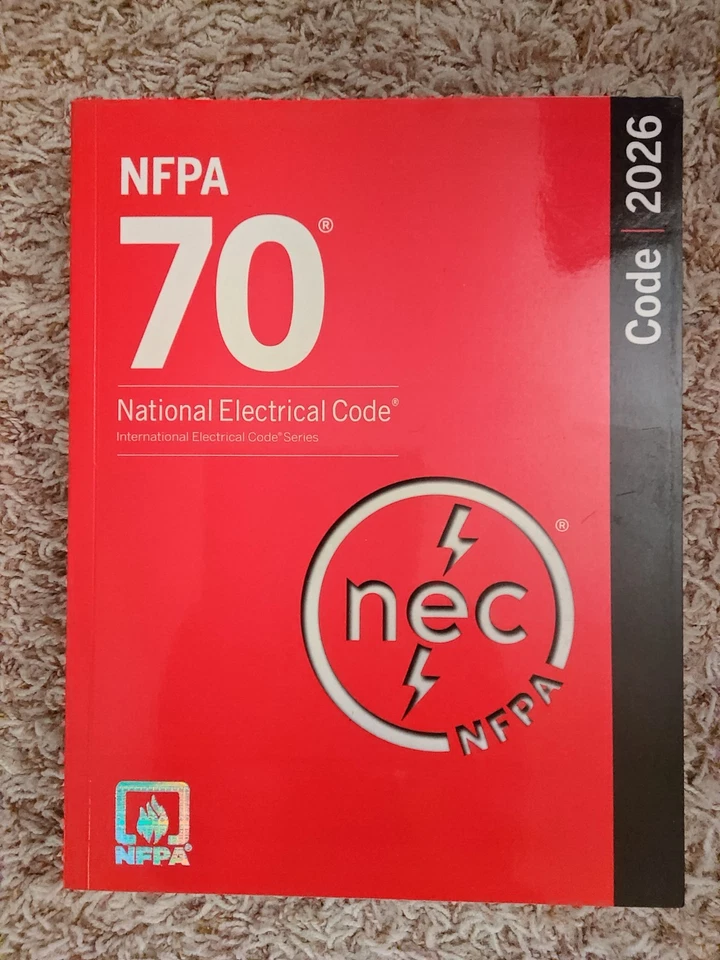 NFPA
70®
National Electrical Code®
International Electrical Code® Series
Code | 2026
®
nec
NFPA
NFPA®